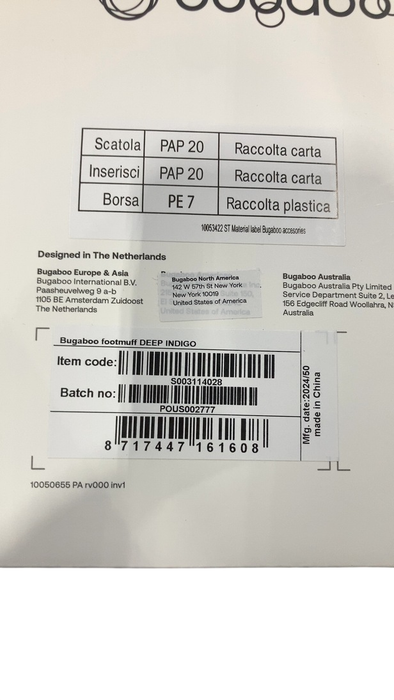 bugaboo
Scatola PAP 20 Raccolta carta
Inserisci PAP 20 Raccolta carta
Borsa PE 7 Raccolta plastica
10053422 ST Material label Bugaboo accesories
Designed in The Netherlands
Bugaboo Europe & Asia
Bugaboo International B.V.
Paasheuvelweg 9 a-b
1105 BE Amsterdam Zuidoost
The Netherlands
Bugaboo North America
142 W 57th St New York
New York 10019
United States of America
Bugaboo Australia
Bugaboo Australia Pty Limited
Service Department Suite 2, Le
156 Edgecliff Road Woollahra, N
Australia
Bugaboo footmuff DEEP INDIGO
Item code:
S003114028
Batch no:
POUS002777
8 717447 161608
Mfg. date:2024/50
made in China
10050655 PA rv000 inv1